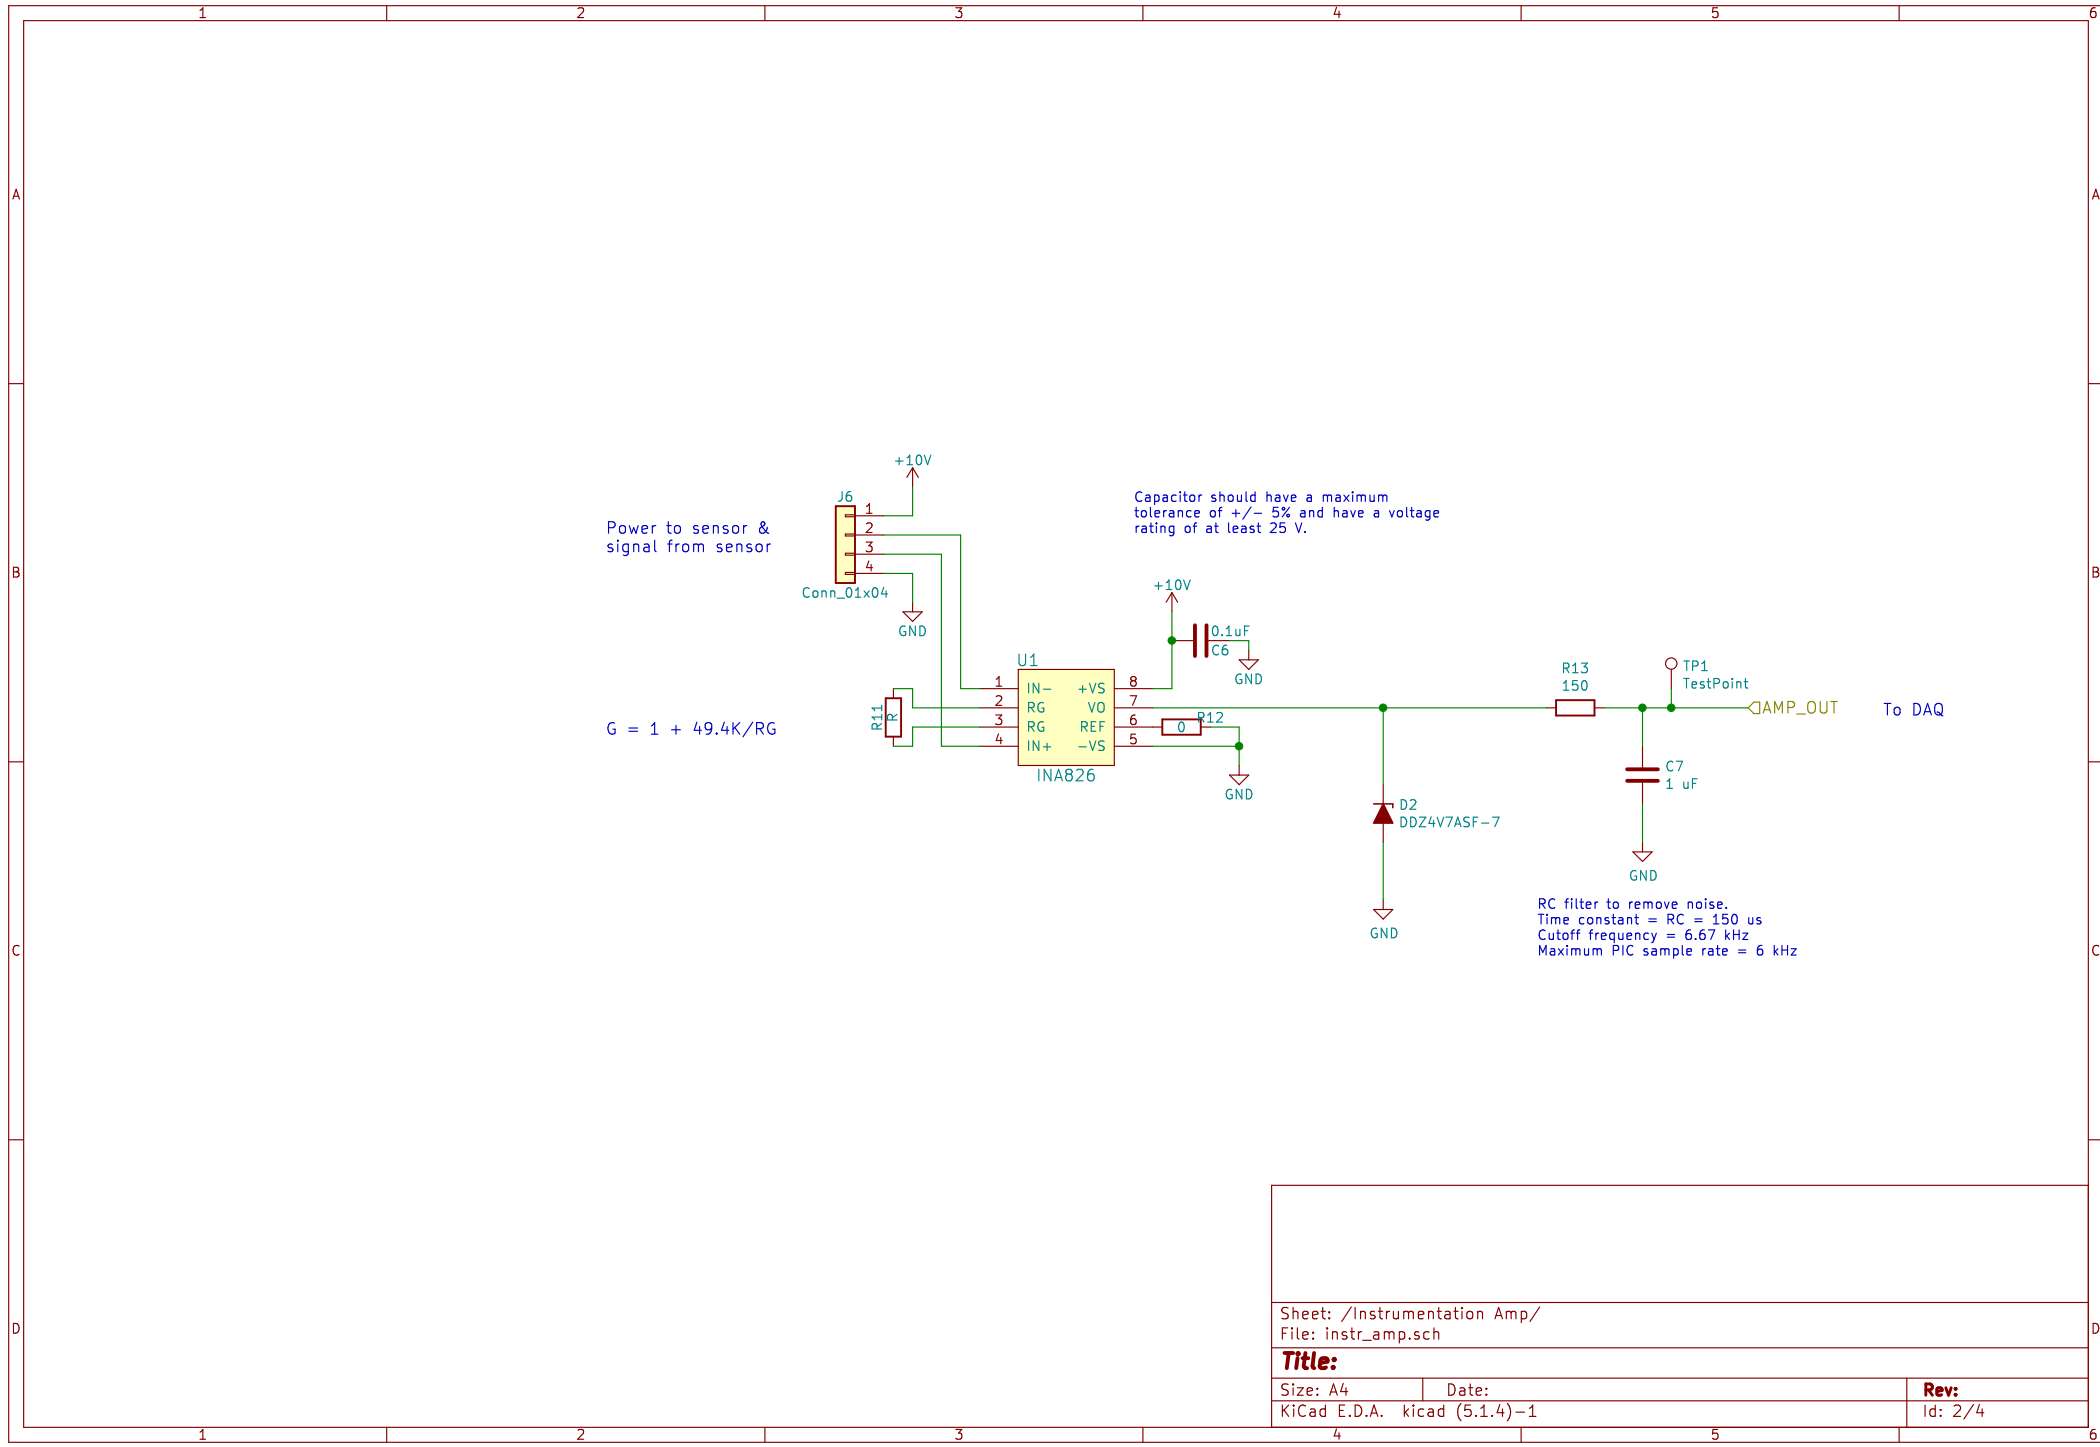 1 2 3 4 5 6
A A
+10V
J6
1
2
3
4
Conn_01x04
GND
Power to sensor &
signal from sensor
Capacitor should have a maximum
tolerance of +/- 5% and have a voltage
rating of at least 25 V.
B B
+10V
0.1uF
C6
GND
U1
1 IN- +VS 8
2 RG VO 7
3 RG REF 6
4 IN+ -VS 5
INA826
R11
R
G = 1 + 49.4K/RG
R12
0
GND
R13
150
TP1
TestPoint
AMP_OUT
To DAQ
C7
1 uF
GND
D2
DDZ4V7ASF-7
GND
RC filter to remove noise.
Time constant = RC = 150 us
Cutoff frequency = 6.67 kHz
Maximum PIC sample rate = 6 kHz
C C
D D
Sheet: /Instrumentation Amp/
File: instr_amp.sch
Title:
Size: A4 Date: Rev:
KiCad E.D.A. kicad (5.1.4)-1 Id: 2/4
1 2 3 4 5 6